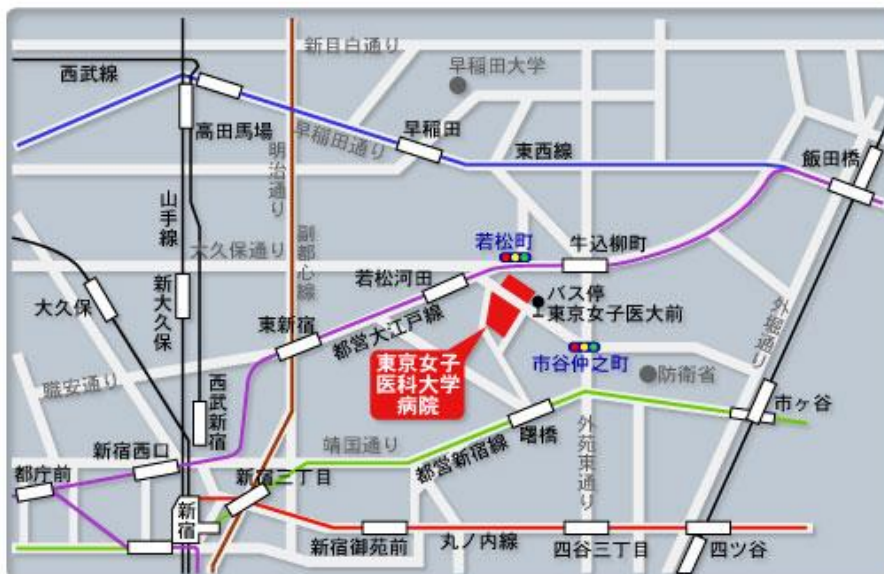 新目白通り
西武線
早稲田大学
高田馬場
早稲田通り
早稲田
東西線
飯田橋
明治通り
山手線
大久保通り
副都心線
若松町
牛込柳町
外苑東通り
大久保
新大久保
若松河田
バス停
東京女子医大前
外堀通り
東新宿
都営大江戸線
東京女子
医科大学
病院
市谷仲之町
防衛省
職安通り
西武新宿
市ヶ谷
靖国通り
都営新宿線
曙橋
外苑東通り
新宿西口
都庁前
新宿三丁目
新宿
新宿御苑前
丸ノ内線
四谷三丁目
四ツ谷